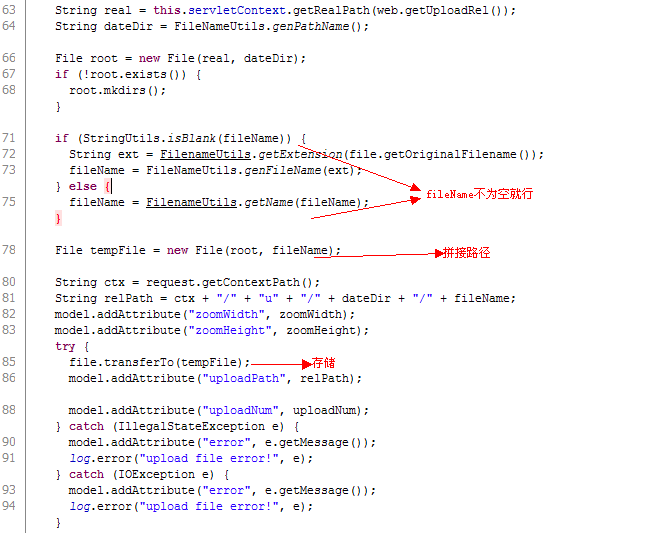 63 String real = this.servletContext.getRealPath(web.getUploadRel());
64 String dateDir = FileNameUtils.genPathName();
66 File root = new File(real, dateDir);
67 if (!root.exists()) {
68 root.mkdirs();
}
71 if (StringUtils.isBlank(fileName)) {
72 String ext = FilenameUtils.getExtension(file.getOriginalFilename());
73 fileName = FileNameUtils.genFileName(ext);
} else {
fileName不为空就行
75 fileName = FilenameUtils.getName(fileName);
}
78 File tempFile = new File(root, fileName);
拼接路径
80 String ctx = request.getContextPath();
81 String relPath = ctx + "/" + "u" + "/" + dateDir + "/" + fileName;
82 model.addAttribute("zoomWidth", zoomWidth);
83 model.addAttribute("zoomHeight", zoomHeight);
try {
85 file.transferTo(tempFile);
存储
86 model.addAttribute("uploadPath", relPath);
88 model.addAttribute("uploadNum", uploadNum);
} catch (IllegalStateException e) {
90 model.addAttribute("error", e.getMessage());
91 log.error("upload file error!", e);
} catch (IOException e) {
93 model.addAttribute("error", e.getMessage());
94 log.error("upload file error!", e);
}